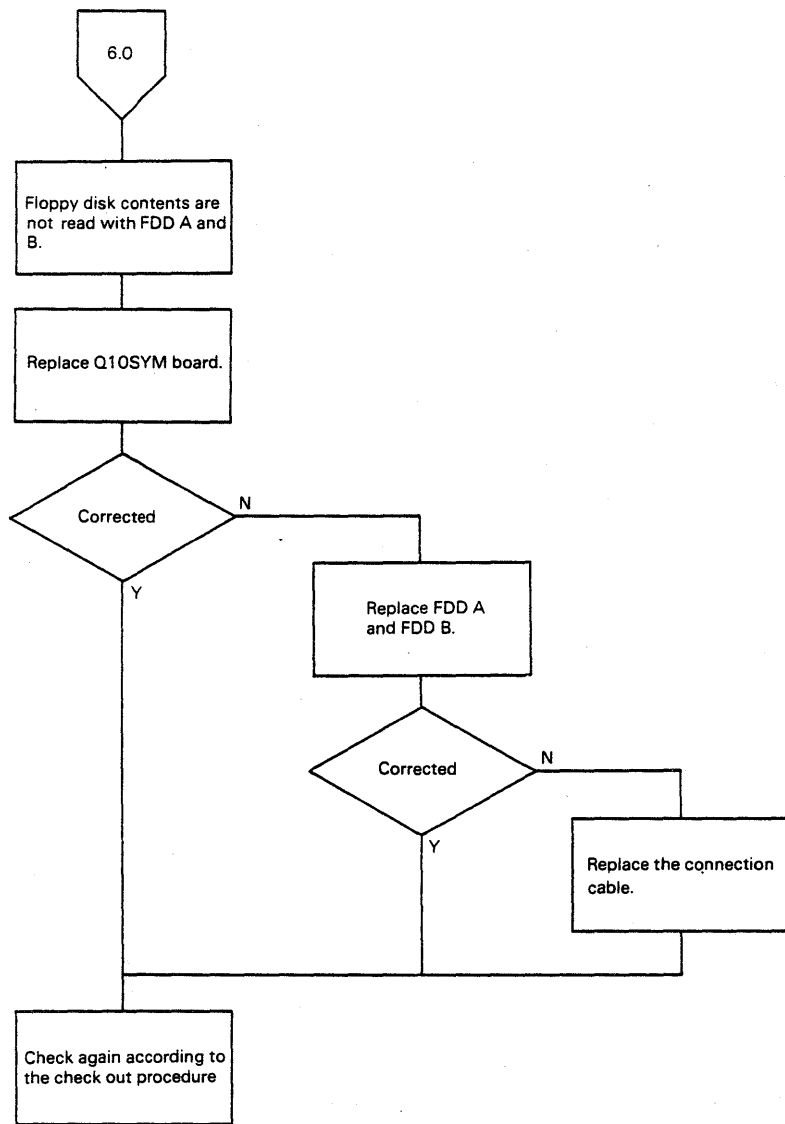 6.0
Floppy disk contents are
not read with FDD A and
B.
Replace Q10SYM board.
Corrected
N
Y
Replace FDD A
and FDD B.
Corrected
N
Y
Replace the connection
cable.
Check again according to
the check out procedure